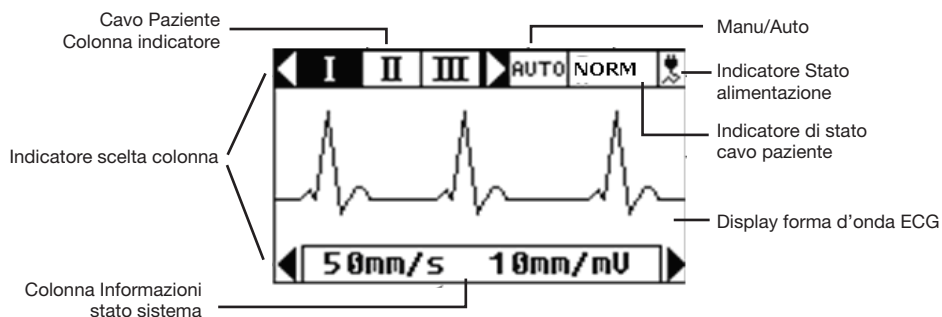 Cavo Paziente
Colonna indicatore
Manu/Auto
I II III AUTO NORM
Indicatore Stato
alimentazione
Indicatore di stato
cavo paziente
Indicatore scelta colonna
Display forma d'onda ECG
50mm/s 10mm/mV
Colonna Informazioni
stato sistema